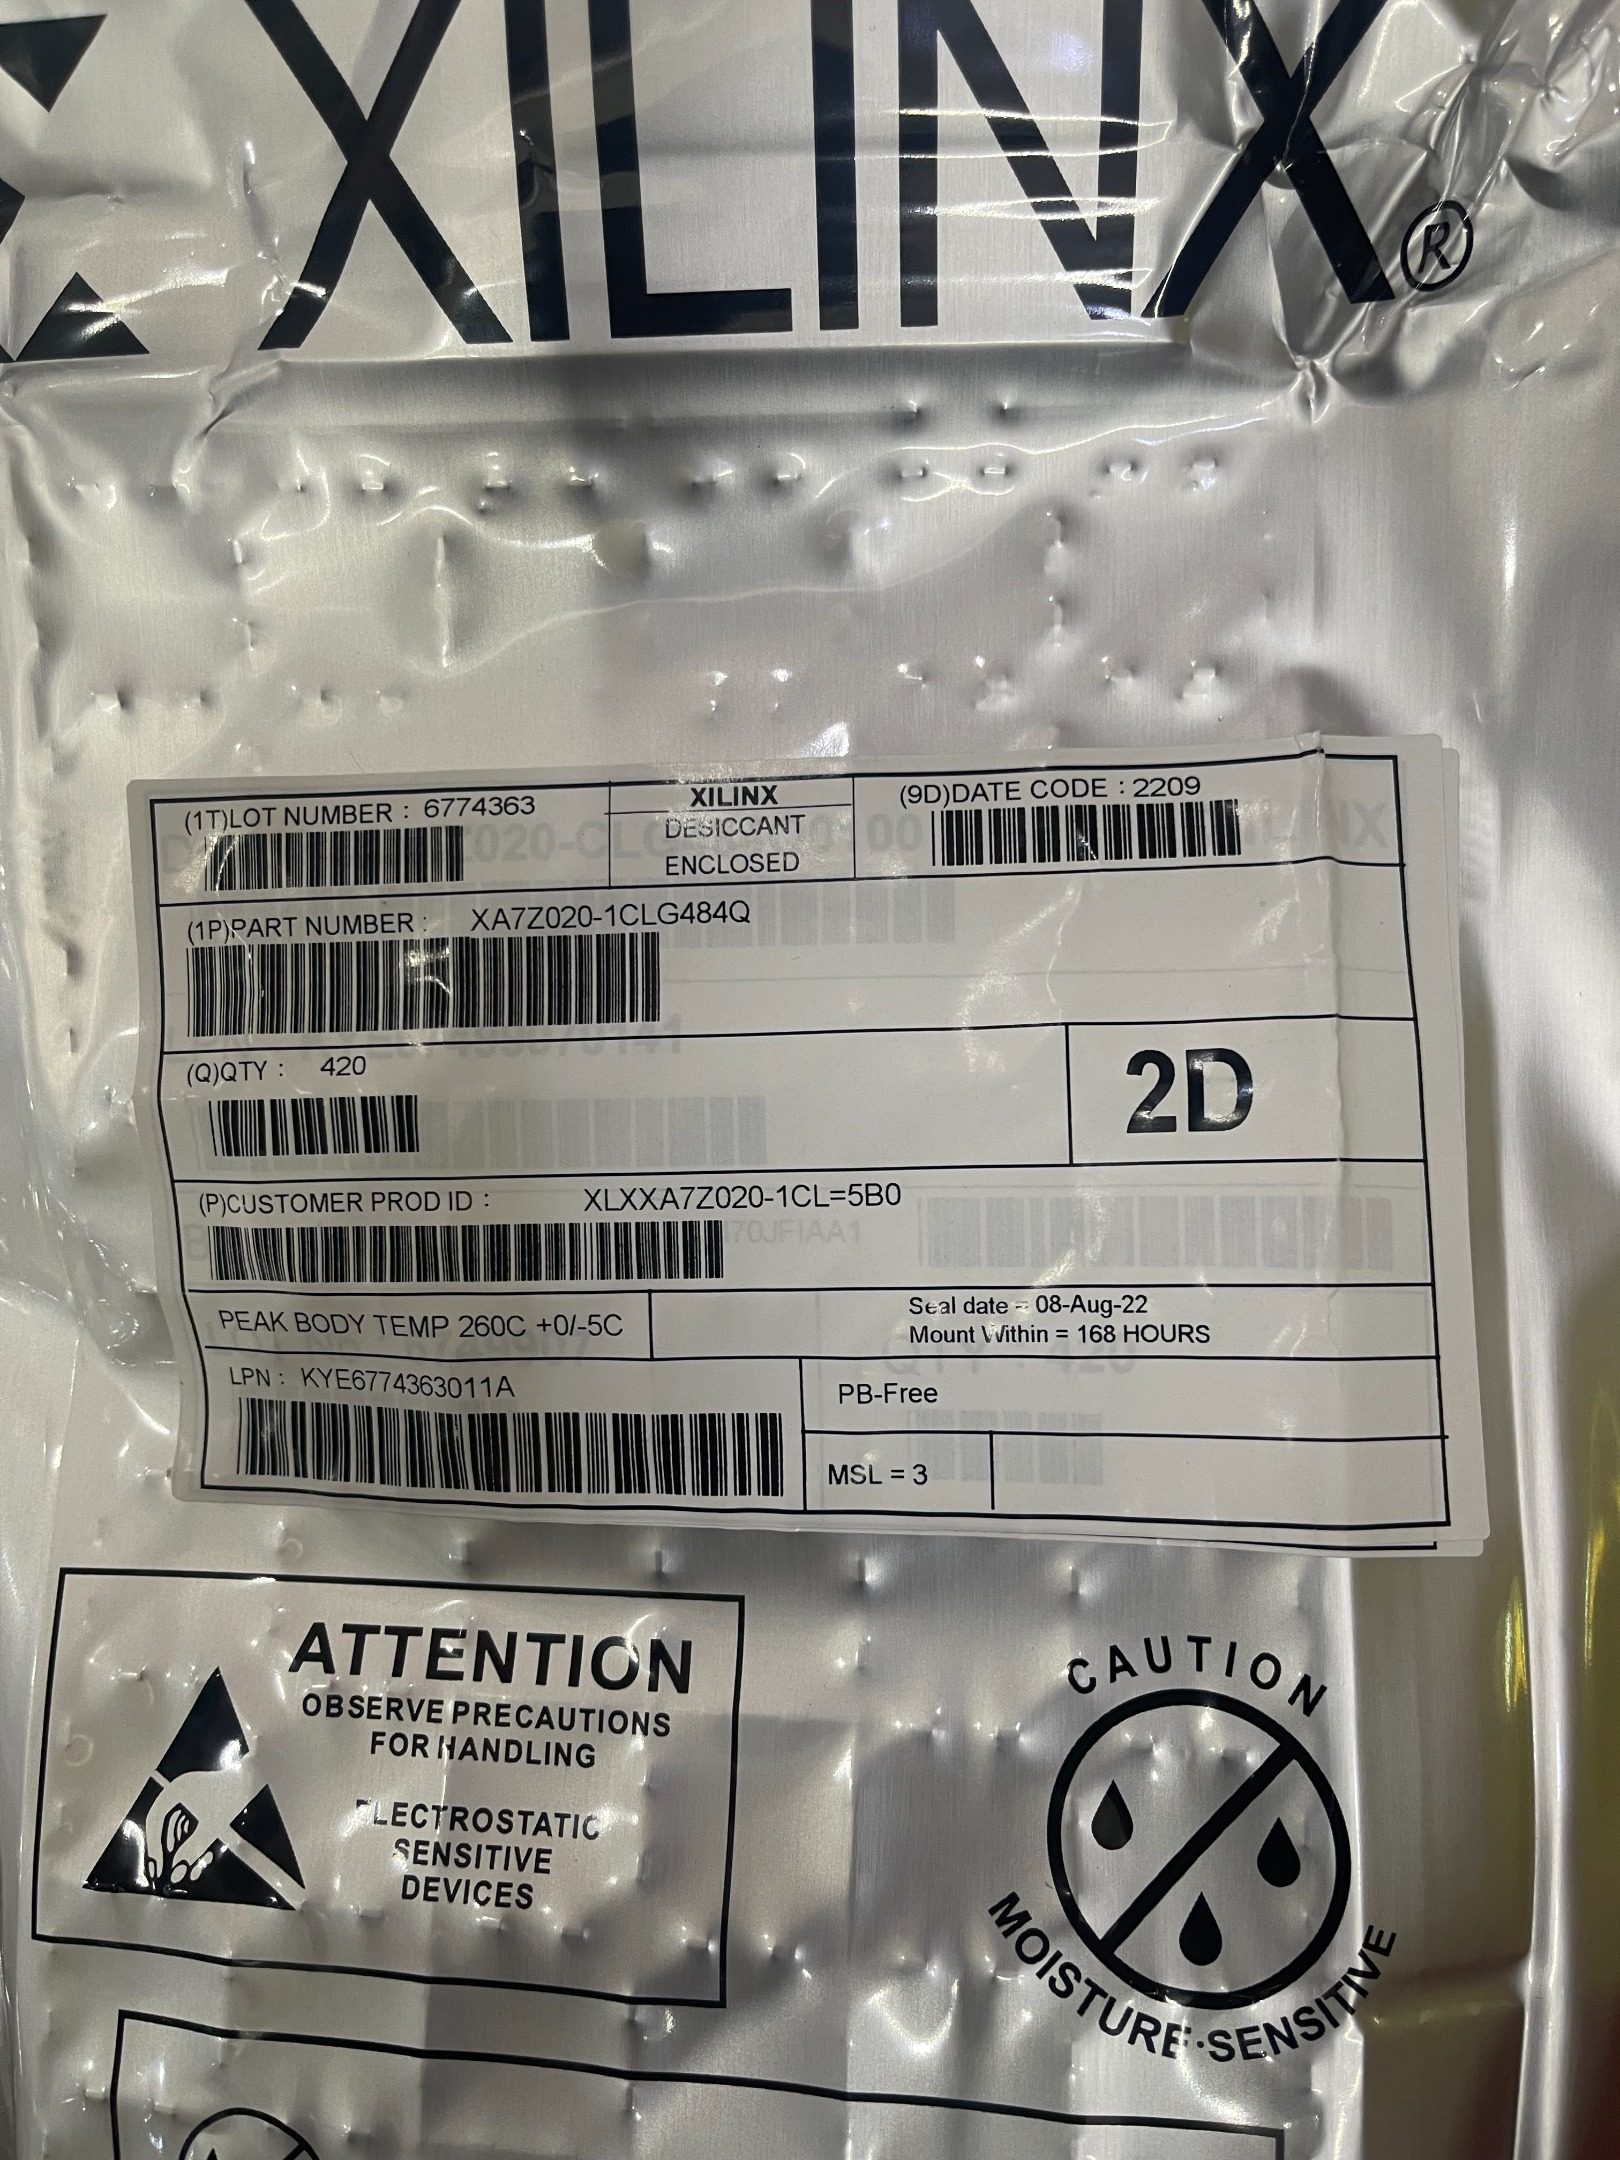 XILINX®
(1T)LOT NUMBER : 6774363
XILINX
DESICCANT
ENCLOSED
(9D)DATE CODE : 2209
(1P)PART NUMBER : XA7Z020-1CLG484Q
(Q)QTY : 420
2D
(P)CUSTOMER PROD ID : XLXXA7Z020-1CL=5B0
PEAK BODY TEMP 260C +0/-5C
Seal date = 08-Aug-22
Mount Within = 168 HOURS
LPN : KYE6774363011A
PB-Free
MSL = 3
ATTENTION
OBSERVE PRECAUTIONS
FOR HANDLING
ELECTROSTATIC
SENSITIVE
DEVICES
CAUTION
MOISTURE·SENSITIVE